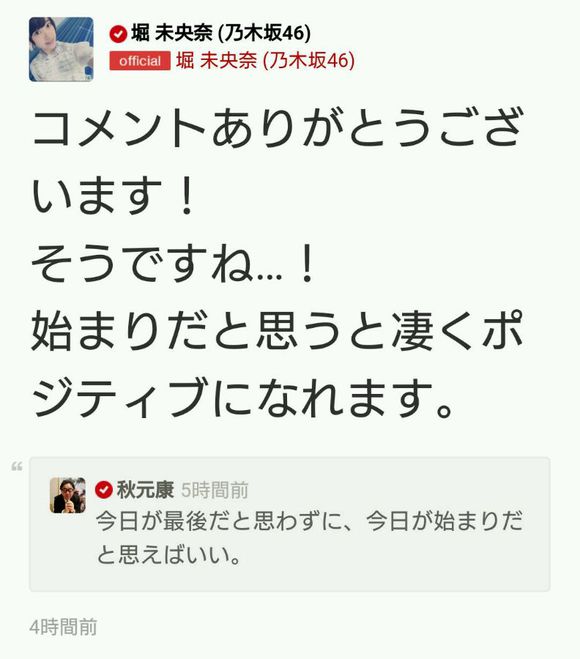 堀 未央奈 (乃木坂46)
official 堀 未央奈 (乃木坂46)
コメントありがとうござ
います！
そうですね...！
始まりだと思うと凄くポ
ジティブになれます。
“
秋元康 5時間前
今日が最後だと思わずに、今日が始まりだ
と思えばいい。
4時間前